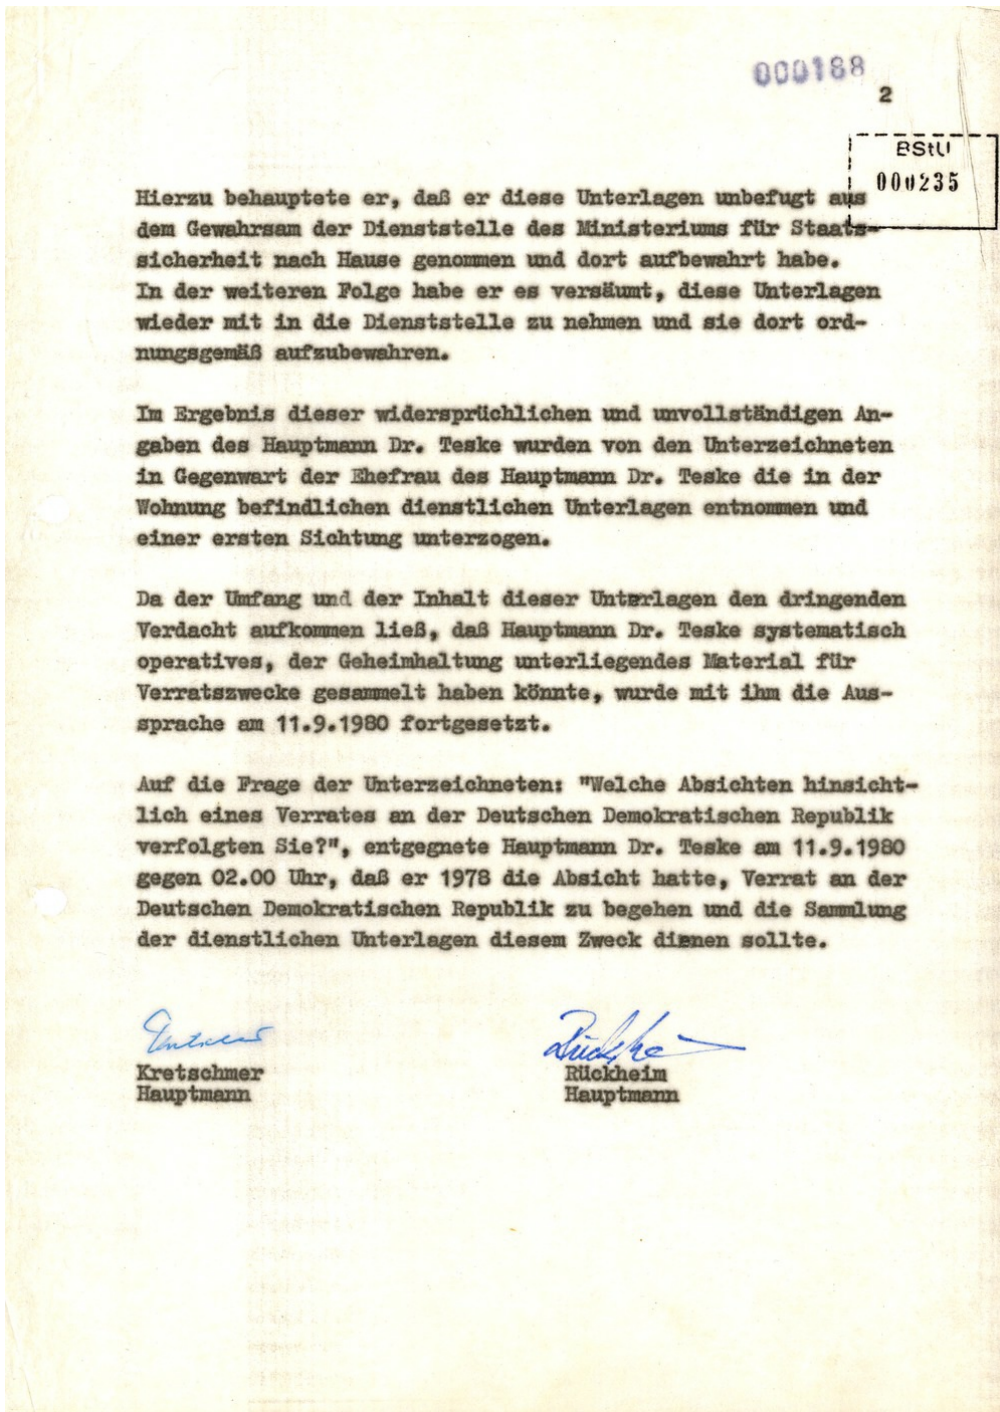 000188
2
BStU
000235
Hierzu behauptete er, daß er diese Unterlagen unbefugt aus
dem Gewahrsam der Dienststelle des Ministeriums für Staats-
sicherheit nach Hause genommen und dort aufbewahrt habe.
In der weiteren Folge habe er es versäumt, diese Unterlagen
wieder mit in die Dienststelle zu nehmen und sie dort ord-
nungsgemäß aufzubewahren.
Im Ergebnis dieser widersprüchlichen und unvollständigen An-
gaben des Hauptmann Dr. Teske wurden von den Unterzeichneten
in Gegenwart der Ehefrau des Hauptmann Dr. Teske die in der
Wohnung befindlichen dienstlichen Unterlagen entnommen und
einer ersten Sichtung unterzogen.
Da der Umfang und der Inhalt dieser Unterlagen den dringenden
Verdacht aufkommen ließ, daß Hauptmann Dr. Teske systematisch
operatives, der Geheimhaltung unterliegendes Material für
Verratszwecke gesammelt haben könnte, wurde mit ihm die Aus-
sprache am 11.9.1980 fortgesetzt.
Auf die Frage der Unterzeichneten: "Welche Absichten hinsicht-
lich eines Verrates an der Deutschen Demokratischen Republik
verfolgten Sie?", entgegnete Hauptmann Dr. Teske am 11.9.1980
gegen 02.00 Uhr, daß er 1978 die Absicht hatte, Verrat an der
Deutschen Demokratischen Republik zu begehen und die Sammlung
der dienstlichen Unterlagen diesem Zweck dienen sollte.
Kretschmer
Hauptmann
Rückheim
Hauptmann